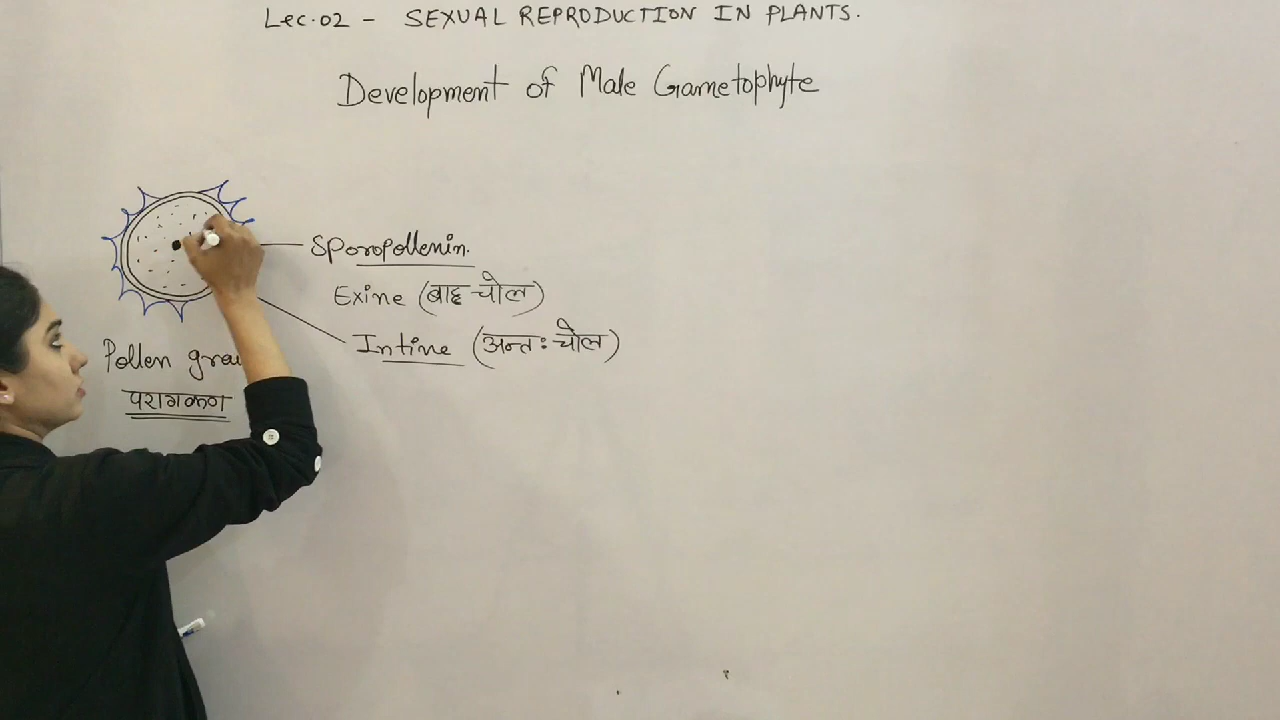 Lec.02 - SEXUAL REPRODUCTION IN PLANTS.
Development of Male Gametophyte
Sporopollenin.
Exine (बाह्य चोल)
Intine (अन्तः चोल)
Pollen
परागकण